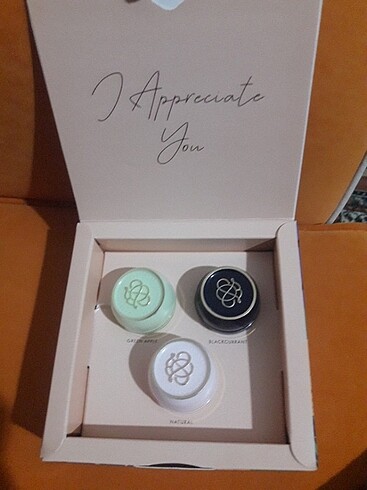 I Appreciate
You
GREEN APPLE
BLACKCURRANT
NATURAL